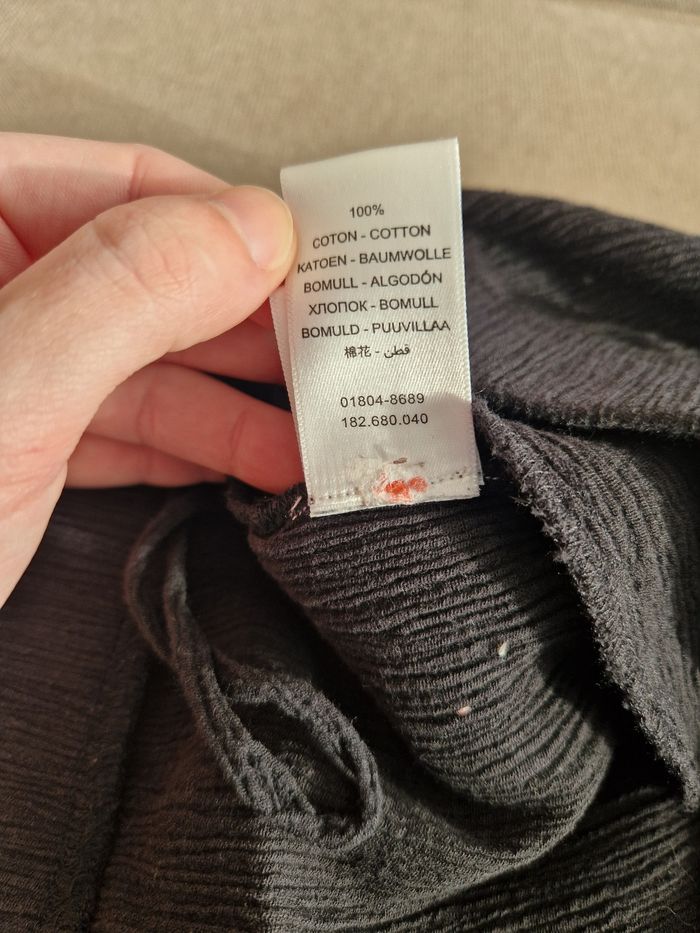 100%
COTON - COTTON
KATOEN - BAUMWOLLE
BOMULL - ALGODÓN
ХЛОПОК - BOMULL
BOMULD - PUUVILLAA
棉花 - قطن
01804-8689
182.680.040